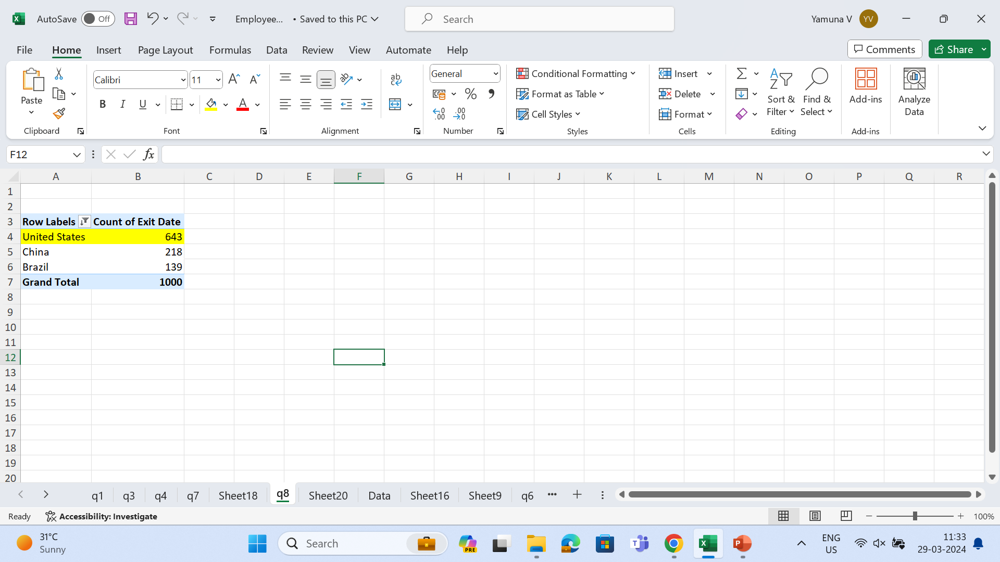 AutoSave Off Employee... • Saved to this PC Search Yamuna V YV
File Home Insert Page Layout Formulas Data Review View Automate Help Comments Share
Paste Calibri 11 B I U ab General % Conditional Formatting Format as Table Cell Styles Insert Delete Format Sort & Filter Find & Select Add-ins Analyze Data
Clipboard Font Alignment Number Styles Cells Editing Add-ins
F12 fx
A B C D E F G H I J K L M N O P Q R
1
2
3 Row Labels Count of Exit Date
4 United States 643
5 China 218
6 Brazil 139
7 Grand Total 1000
8
9
10
11
12
13
14
15
16
17
18
19
20
q1 q3 q4 q7 Sheet18 q8 Sheet20 Data Sheet16 Sheet9 q6 ...
Ready Accessibility: Investigate 100%
31°C Search PRE ENG 11:33
Sunny US 29-03-2024